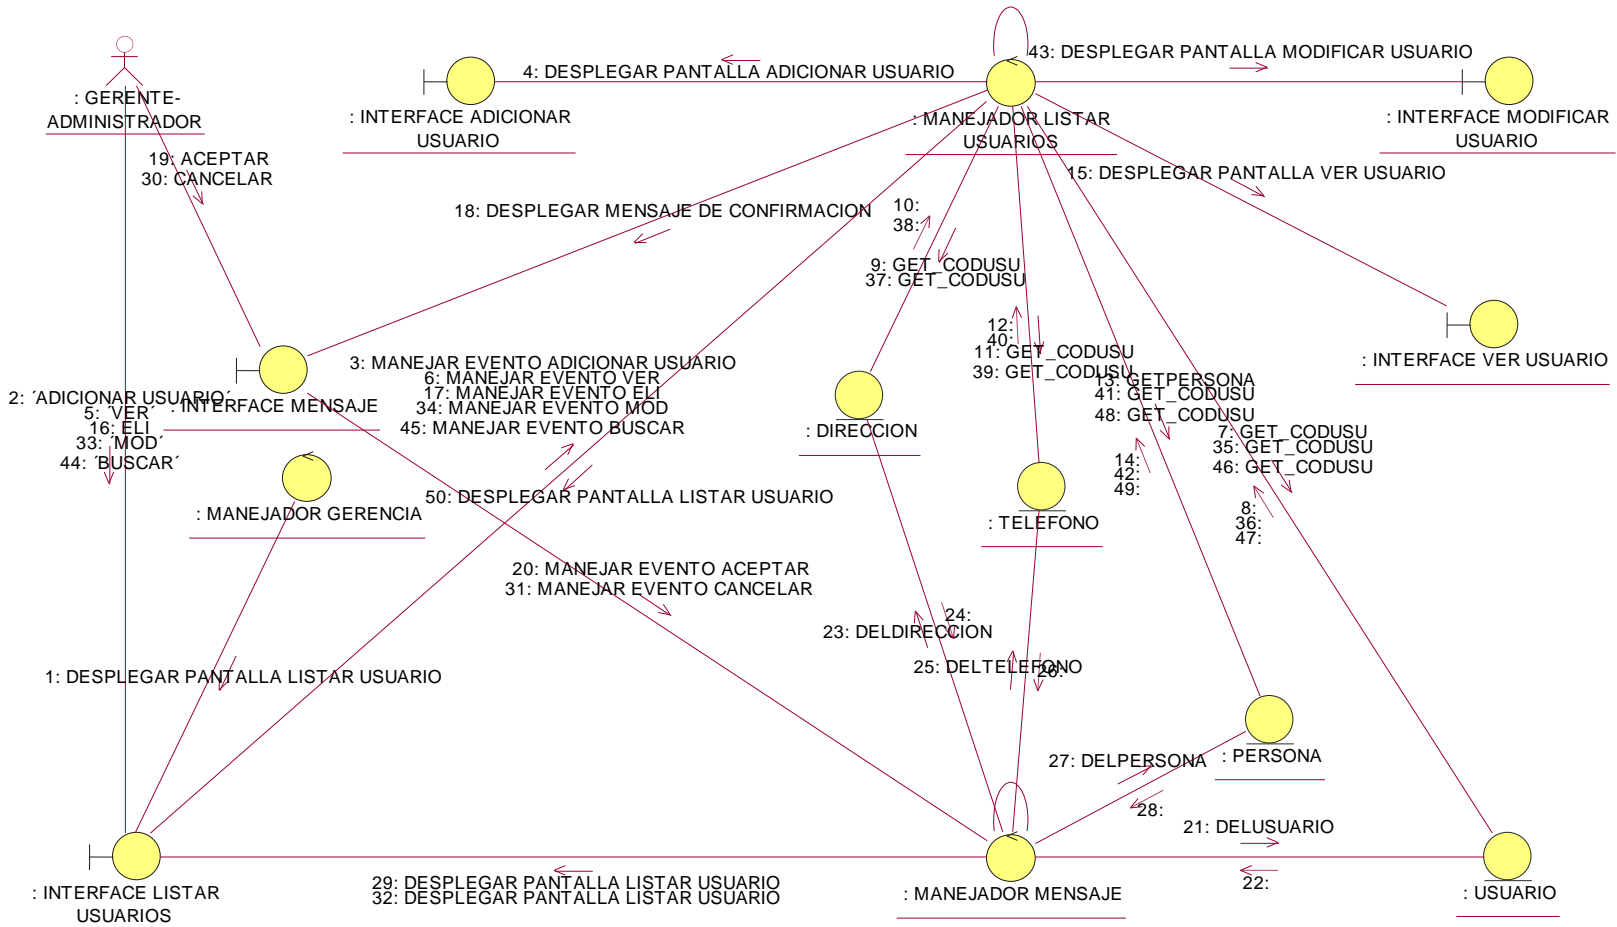 43: DESPLEGAR PANTALLA MODIFICAR USUARIO
4: DESPLEGAR PANTALLA ADICIONAR USUARIO
: GERENTE-
ADMINISTRADOR
: INTERFACE ADICIONAR
USUARIO
: MANEJADOR LISTAR
USUARIOS
: INTERFACE MODIFICAR
USUARIO
19: ACEPTAR
30: CANCELAR
15: DESPLEGAR PANTALLA VER USUARIO
18: DESPLEGAR MENSAJE DE CONFIRMACION
10:
38:
9: GET_CODUSU
37: GET_CODUSU
12:
40:
11: GET_CODUSU
39: GET_CODUSU
: INTERFACE VER USUARIO
3: MANEJAR EVENTO ADICIONAR USUARIO
6: MANEJAR EVENTO VER
17: MANEJAR EVENTO ELI
34: MANEJAR EVENTO MOD
45: MANEJAR EVENTO BUSCAR
13: GETPERSONA
41: GET_CODUSU
48: GET_CODUSU
2: ´ADICIONAR USUARIO´
5: ´VER´
16: ELI
33: ´MOD´
44: ´BUSCAR´
: INTERFACE MENSAJE
: DIRECCION
7: GET_CODUSU
35: GET_CODUSU
46: GET_CODUSU
14:
42:
49:
50: DESPLEGAR PANTALLA LISTAR USUARIO
: MANEJADOR GERENCIA
: TELEFONO
8:
36:
47:
20: MANEJAR EVENTO ACEPTAR
31: MANEJAR EVENTO CANCELAR
24:
23: DELDIRECCION
25: DELTELEFONO
26:
1: DESPLEGAR PANTALLA LISTAR USUARIO
27: DELPERSONA
: PERSONA
28:
21: DELUSUARIO
22:
29: DESPLEGAR PANTALLA LISTAR USUARIO
32: DESPLEGAR PANTALLA LISTAR USUARIO
: INTERFACE LISTAR
USUARIOS
: MANEJADOR MENSAJE
: USUARIO